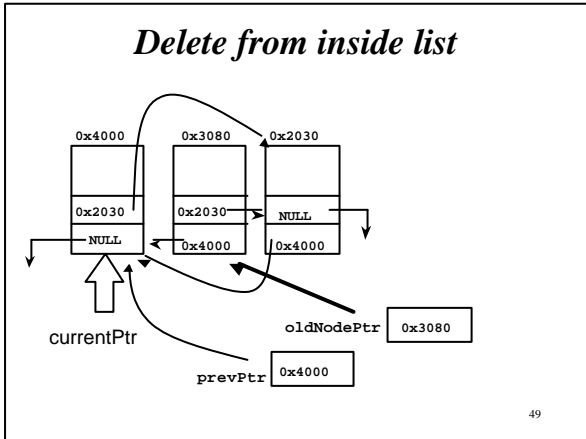 Delete from inside list
0x4000 0x3080 0x2030
0x2030 0x2030 NULL
NULL 0x4000 0x4000
currentPtr
oldNodePtr 0x3080
prevPtr 0x4000
49